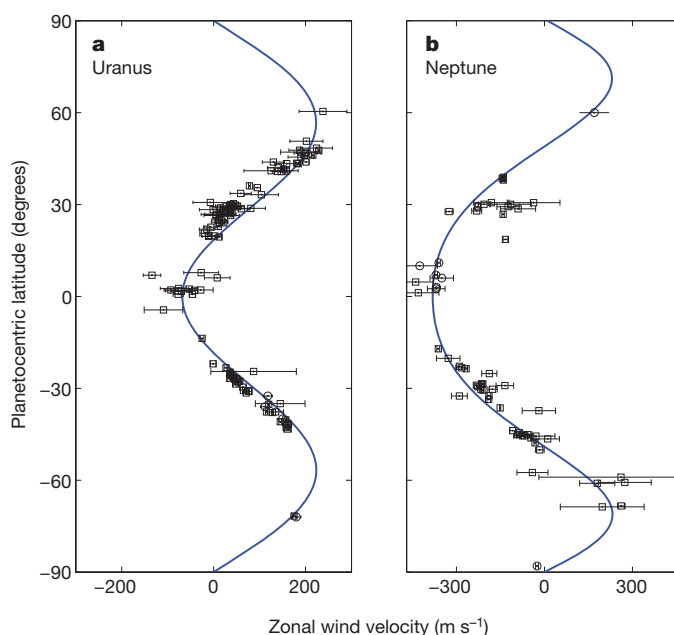 a
Uranus
b
Neptune
Planetocentric latitude (degrees)
90
60
30
0
−30
−60
−90
−200 0 200
−300 0 300
Zonal wind velocity (m s⁻¹)